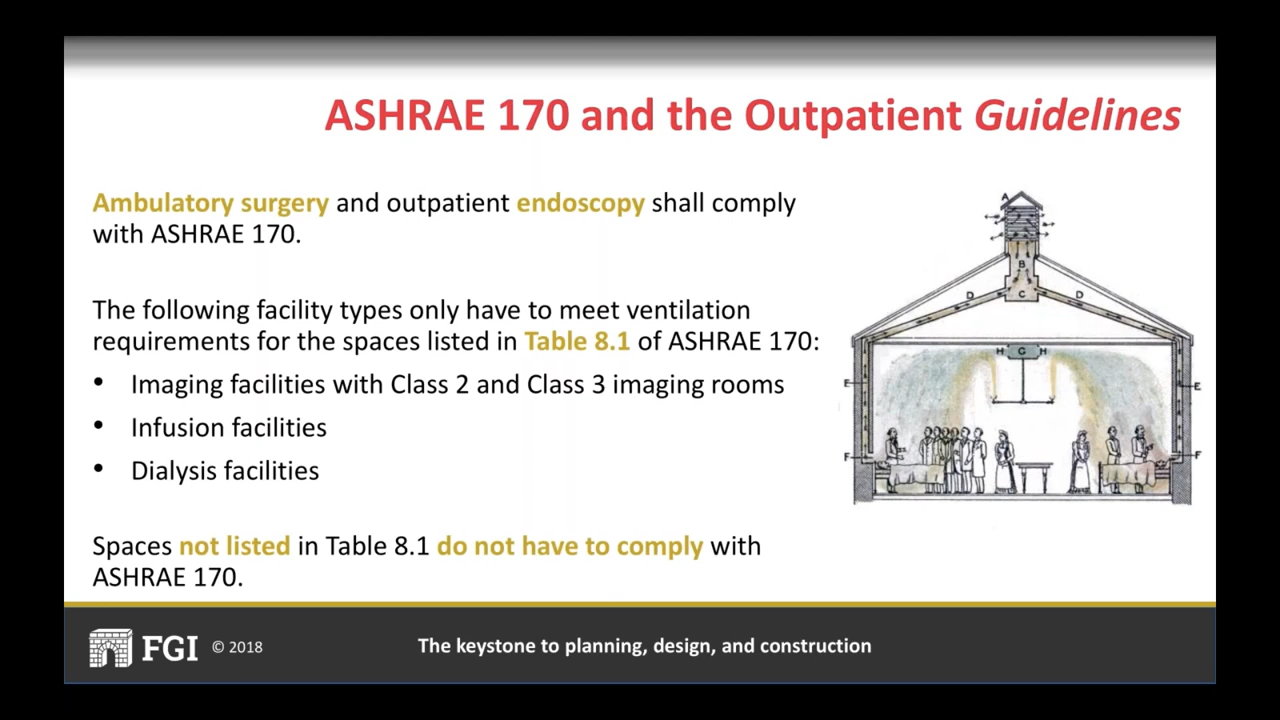 ASHRAE 170 and the Outpatient Guidelines
Ambulatory surgery and outpatient endoscopy shall comply
with ASHRAE 170.
The following facility types only have to meet ventilation
requirements for the spaces listed in Table 8.1 of ASHRAE 170:
• Imaging facilities with Class 2 and Class 3 imaging rooms
• Infusion facilities
• Dialysis facilities
Spaces not listed in Table 8.1 do not have to comply with
ASHRAE 170.
A
B
D C D
H G H
E E
F F
FGI © 2018
The keystone to planning, design, and construction